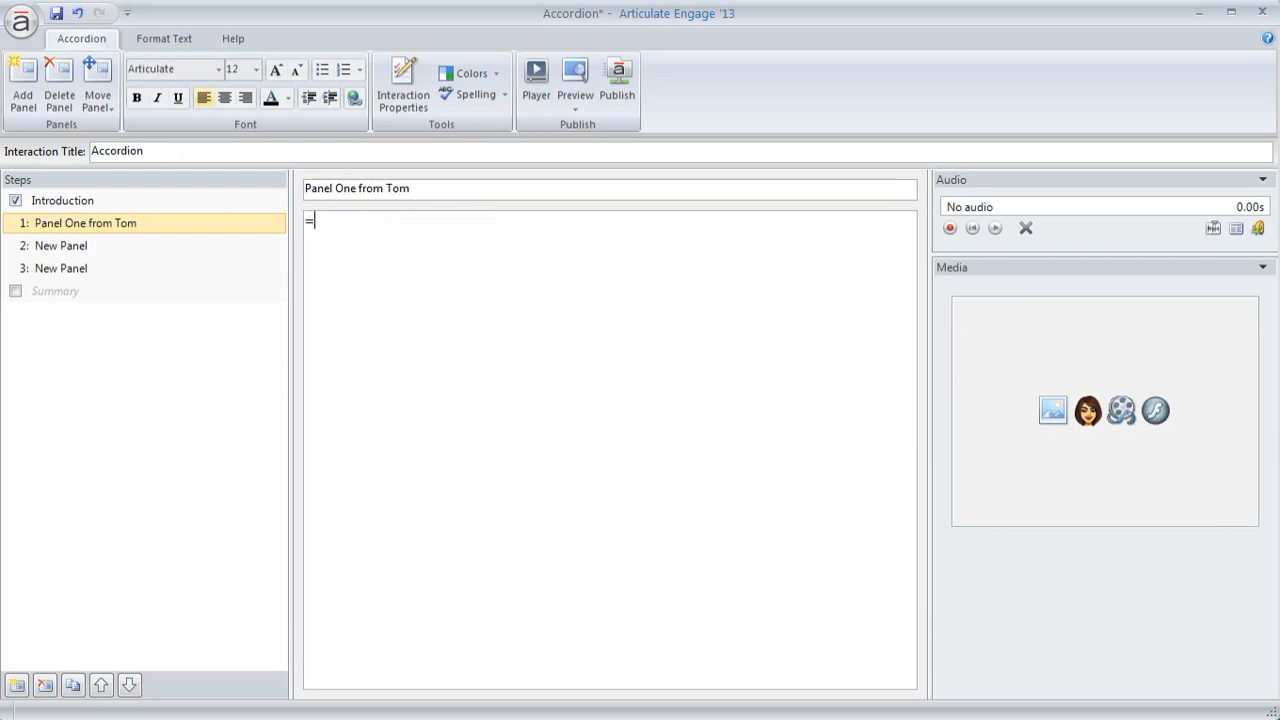 Accordion* - Articulate Engage '13
Accordion
Format Text
Help
Add Panel
Delete Panel
Move Panel
Panels
Articulate
12
B I U
A
Font
Interaction Properties
Colors
ABC Spelling
Tools
Player
Preview
Publish
Publish
Interaction Title: Accordion
Steps
Introduction
1: Panel One from Tom
2: New Panel
3: New Panel
Summary
Panel One from Tom
=
Audio
No audio 0.00s
Media